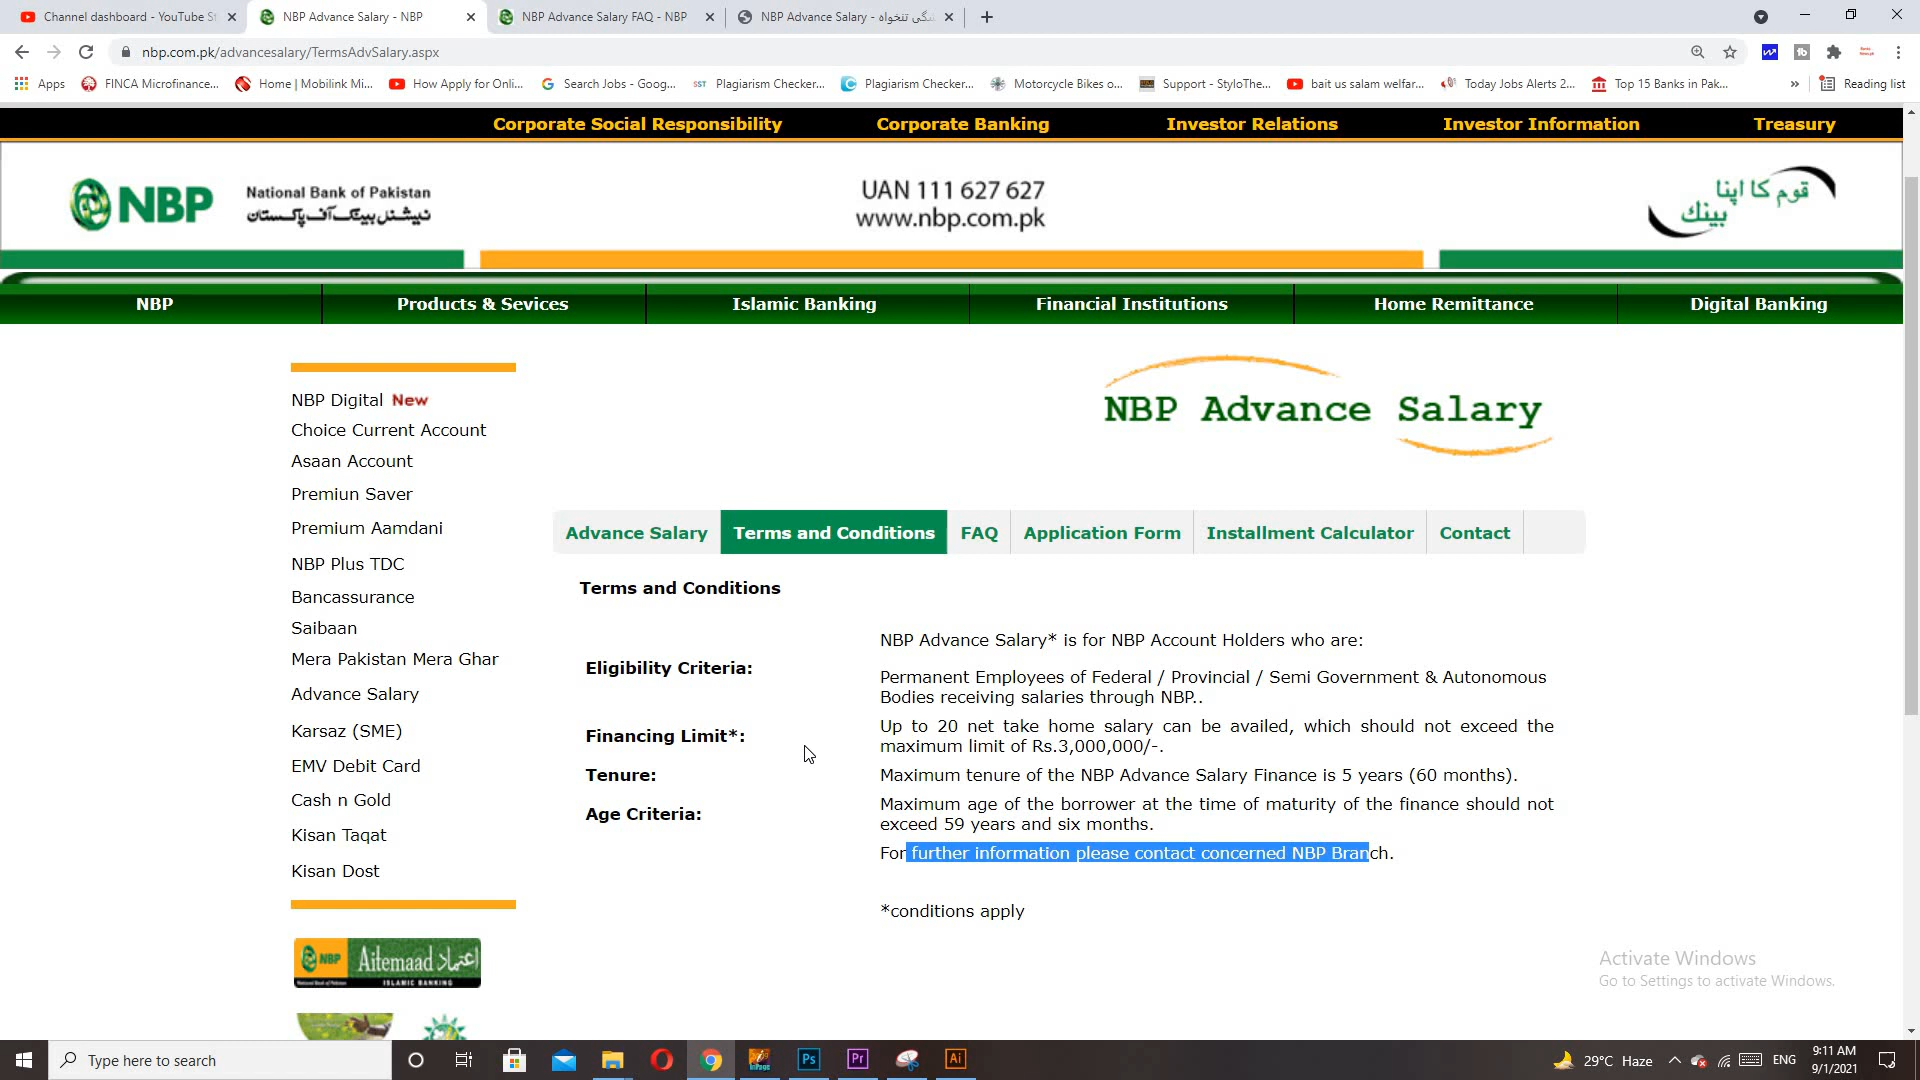 Channel dashboard - YouTube St
NBP Advance Salary - NBP
NBP Advance Salary FAQ - NBP
NBP Advance Salary - شگی تنخواہ
nbp.com.pk/advancesalary/TermsAdvSalary.aspx
Apps
FINCA Microfinance...
Home | Mobilink Mi...
How Apply for Onli...
Search Jobs - Goog...
SST
Plagiarism Checker...
Plagiarism Checker...
Motorcycle Bikes o...
Support - StyloThe...
bait us salam welfar...
Today Jobs Alerts 2...
Top 15 Banks in Pak...
»
Reading list
Corporate Social Responsibility
Corporate Banking
Investor Relations
Investor Information
Treasury
NBP
National Bank of Pakistan
نیشنل بینک آف پاکستان
UAN 111 627 627
www.nbp.com.pk
قوم کا اپنا
بینك
NBP
Products & Sevices
Islamic Banking
Financial Institutions
Home Remittance
Digital Banking
NBP Digital New
Choice Current Account
Asaan Account
Premiun Saver
Premium Aamdani
NBP Plus TDC
Bancassurance
Saibaan
Mera Pakistan Mera Ghar
Advance Salary
Karsaz (SME)
EMV Debit Card
Cash n Gold
Kisan Taqat
Kisan Dost
NBP
Aitemaad اعتماد
ISLAMIC BANKING
NBP Advance Salary
Advance Salary
Terms and Conditions
FAQ
Application Form
Installment Calculator
Contact
Terms and Conditions
NBP Advance Salary* is for NBP Account Holders who are:
Eligibility Criteria:
Permanent Employees of Federal / Provincial / Semi Government & Autonomous
Bodies receiving salaries through NBP..
Financing Limit*:
Up to 20 net take home salary can be availed, which should not exceed the
maximum limit of Rs.3,000,000/-.
Tenure:
Maximum tenure of the NBP Advance Salary Finance is 5 years (60 months).
Age Criteria:
Maximum age of the borrower at the time of maturity of the finance should not
exceed 59 years and six months.
For further information please contact concerned NBP Branch.
*conditions apply
Activate Windows
Go to Settings to activate Windows.
Type here to search
Ps
Pr
Ai
29°C Haze
ENG
9:11 AM
9/1/2021